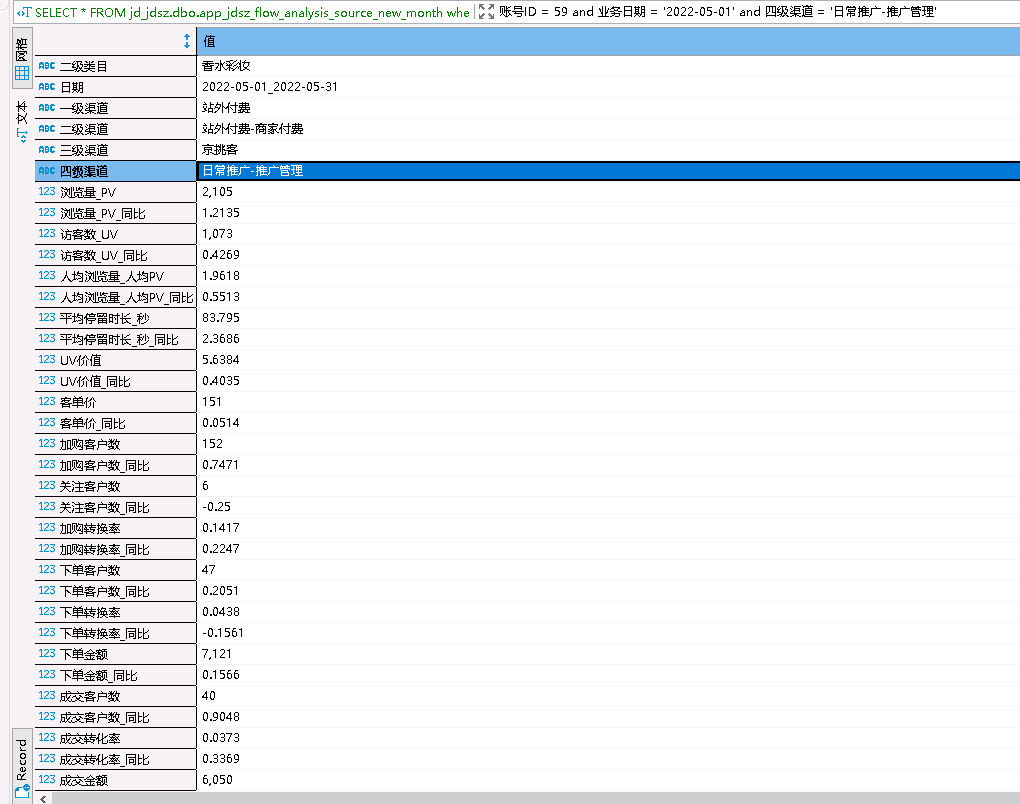 SELECT * FROM jd_jdsz.dbo.app_jdsz_flow_analysis_source_new_month whe 账号ID = 59 and 业务日期 = '2022-05-01' and 四级渠道 = '日常推广-推广管理'
网格
文本
Record
值
ABC 二级类目 香水彩妆
ABC 日期 2022-05-01_2022-05-31
ABC 一级渠道 站外付费
ABC 二级渠道 站外付费-商家付费
ABC 三级渠道 京挑客
ABC 四级渠道 日常推广-推广管理
123 浏览量_PV 2,105
123 浏览量_PV_同比 1.2135
123 访客数_UV 1,073
123 访客数_UV_同比 0.4269
123 人均浏览量_人均PV 1.9618
123 人均浏览量_人均PV_同比 0.5513
123 平均停留时长_秒 83.795
123 平均停留时长_秒_同比 2.3686
123 UV价值 5.6384
123 UV价值_同比 0.4035
123 客单价 151
123 客单价_同比 0.0514
123 加购客户数 152
123 加购客户数_同比 0.7471
123 关注客户数 6
123 关注客户数_同比 -0.25
123 加购转换率 0.1417
123 加购转换率_同比 0.2247
123 下单客户数 47
123 下单客户数_同比 0.2051
123 下单转换率 0.0438
123 下单转换率_同比 -0.1561
123 下单金额 7,121
123 下单金额_同比 0.1566
123 成交客户数 40
123 成交客户数_同比 0.9048
123 成交转化率 0.0373
123 成交转化率_同比 0.3369
123 成交金额 6,050